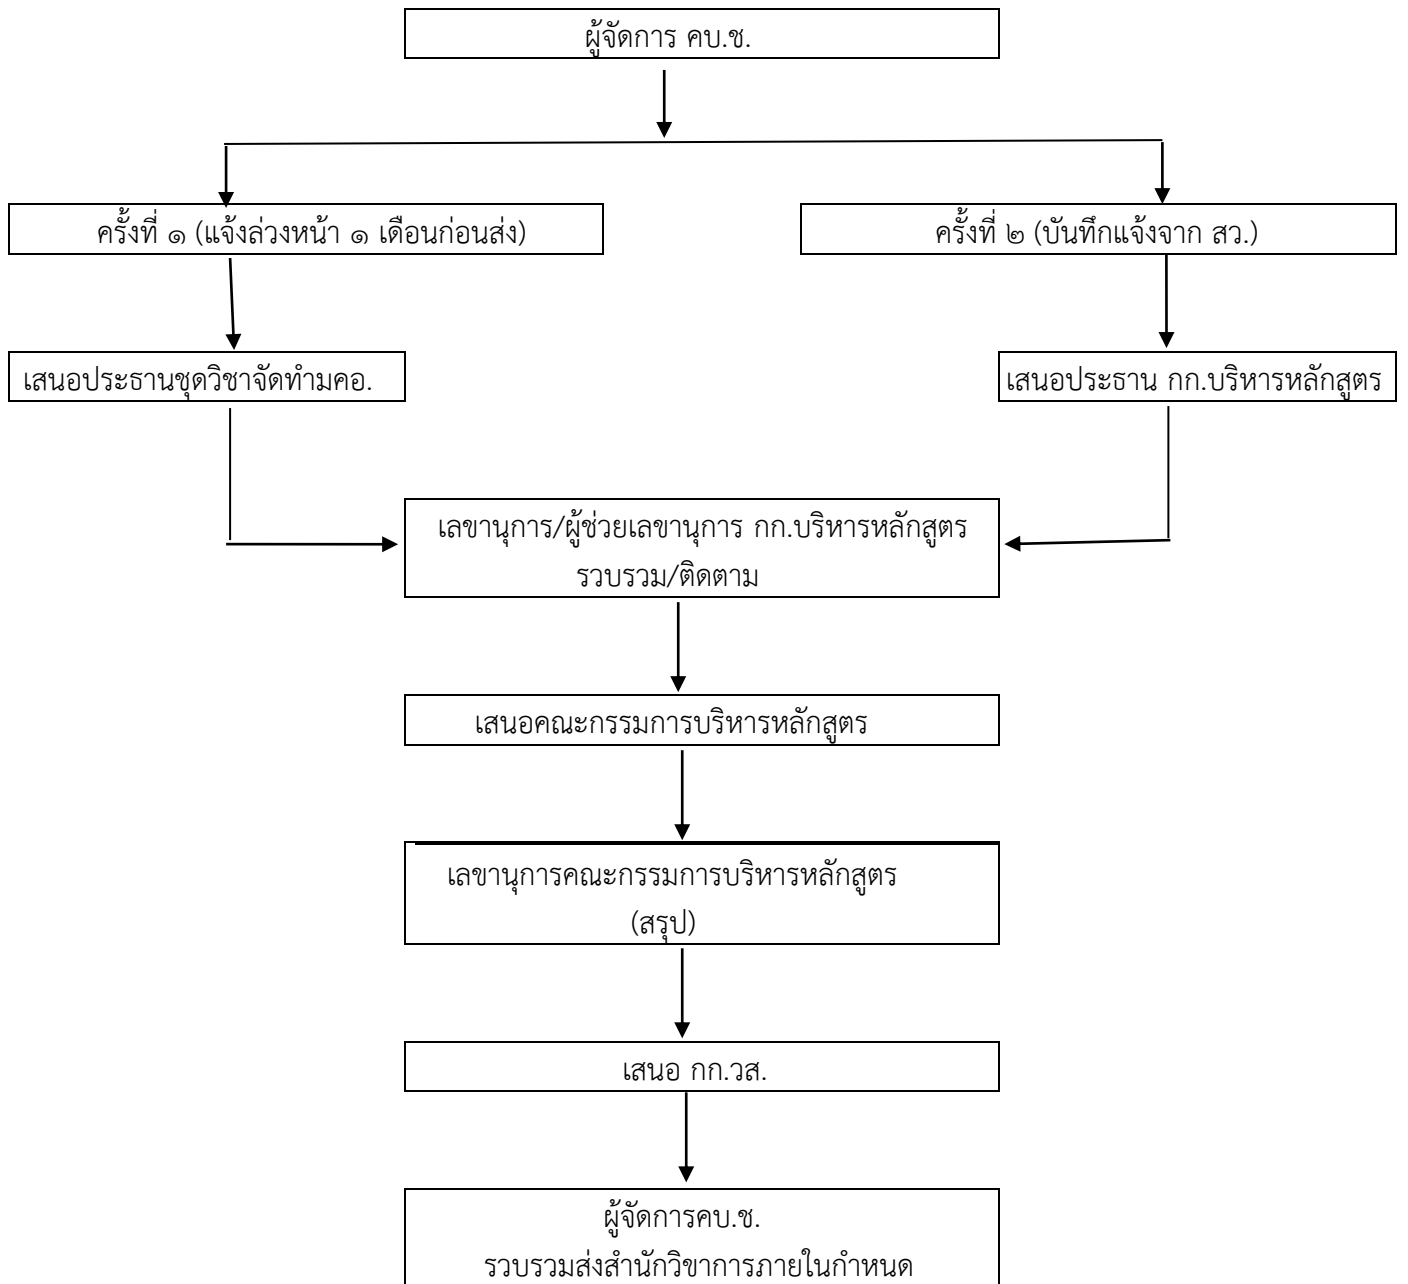 ผู้จัดการ คบ.ช.
ครั้งที่ ๑ (แจ้งล่วงหน้า ๑ เดือนก่อนส่ง)
ครั้งที่ ๒ (บันทึกแจ้งจาก สว.)
เสนอประธานชุดวิชาจัดทำมคอ.
เสนอประธาน กก.บริหารหลักสูตร
เลขานุการ/ผู้ช่วยเลขานุการ กก.บริหารหลักสูตร
รวบรวม/ติดตาม
เสนอคณะกรรมการบริหารหลักสูตร
เลขานุการคณะกรรมการบริหารหลักสูตร
(สรุป)
เสนอ กก.วส.
ผู้จัดการคบ.ช.
รวบรวมส่งสำนักวิขาการภายในกำหนด